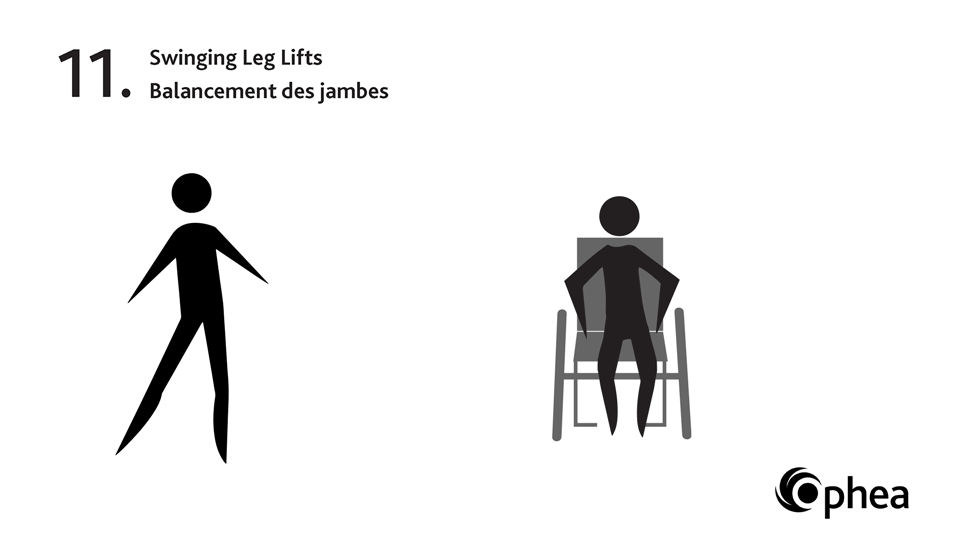 11. Swinging Leg Lifts
Balancement des jambes
Ophea